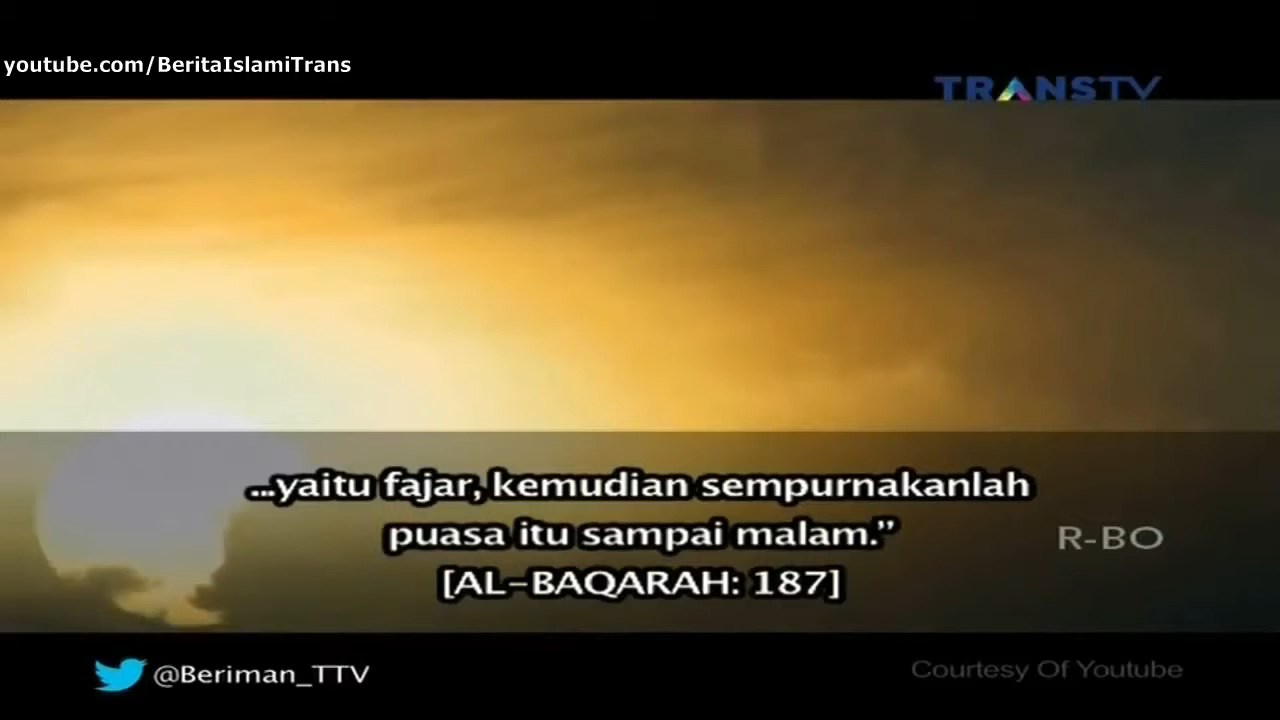 youtube.com/BeritaIslamiTrans
TRANSTV
...yaitu fajar, kemudian sempurnakanlah
puasa itu sampai malam.”
[AL-BAQARAH: 187]
R-BO
@Beriman_TTV
Courtesy Of Youtube